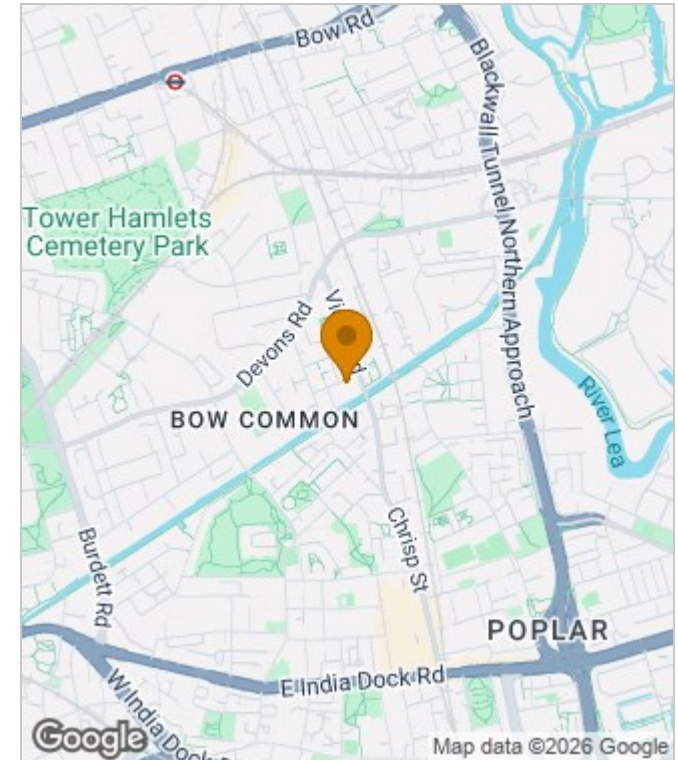 Bow Rd
Blackwall Tunnel Northern Approach
Tower Hamlets
Cemetery Park
Devons Rd
BOW COMMON
River Lea
Burdett Rd
Chrisp St
POPLAR
E India Dock Rd
W India Dock
Google
Map data ©2026 Google